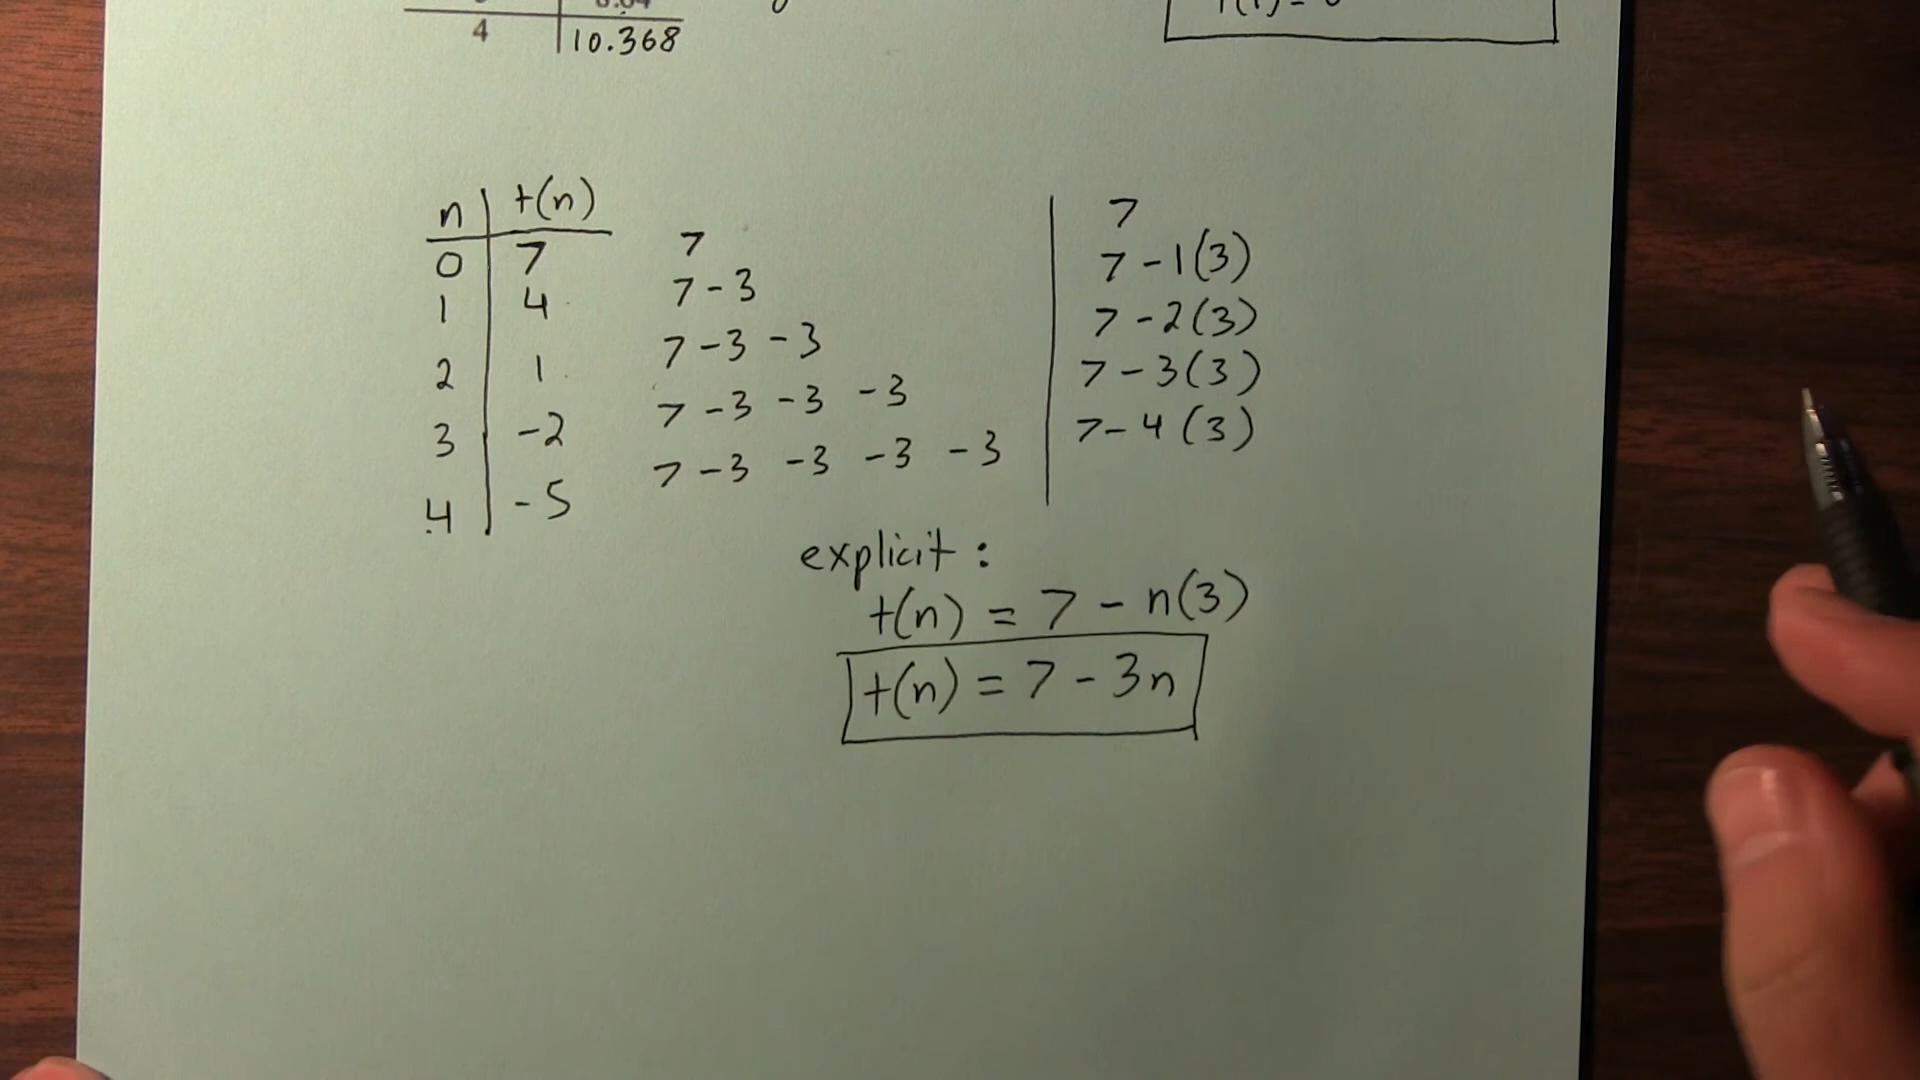 4 10.368
n t(n)
0 7
1 4
2 1
3 -2
4 -5
7
7 - 3
7 - 3 - 3
7 - 3 - 3 - 3
7 - 3 - 3 - 3 - 3
7
7 - 1(3)
7 - 2(3)
7 - 3(3)
7 - 4(3)
explicit:
t(n) = 7 - n(3)
t(n) = 7 - 3n